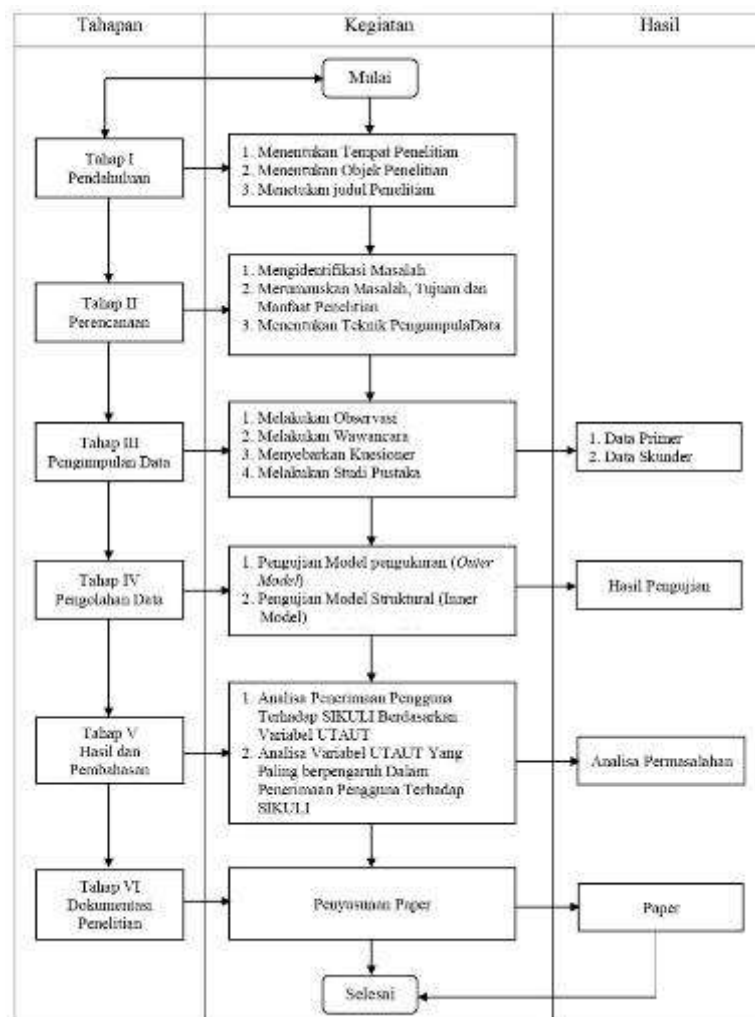 Tahapan
Kegiatan
Hasil
Mulai
Tahap I
Pendahuluan
1. Menentukan Tempat Penelitian
2. Menentukan Objek Penelitian
3. Menetukan judul Penelitian
Tahap II
Perencanaan
1. Mengidentifikasi Masalah
2. Merumauskan Masalah, Tujuan dan
Manfaat Penelitian
3. Menentukan Teknik PengumpulaData
Tahap III
Pengumpulan Data
1. Melakukan Observasi
2. Melakukan Wawancara
3. Menyebarkan Kuesioner
4. Melakukan Studi Pustaka
1. Data Primer
2. Data Skunder
Tahap IV
Pengolahan Data
1. Pengujian Model pengukuran (Outer
Model)
2. Pengujian Model Struktural (Inner
Model)
Hasil Pengujian
Tahap V
Hasil dan
Pembahasan
1. Analisa Penerimaan Pengguna
Terhadap SIKULI Berdasarkan
Variabel UTAUT
2. Analisa Variabel UTAUT Yang
Paling berpengaruh Dalam
Penerimaan Pengguna Terhadap
SIKULI
Analisa Permasalahan
Tahap VI
Dokumentasi
Penelitian
Penyusunan Paper
Paper
Selesai